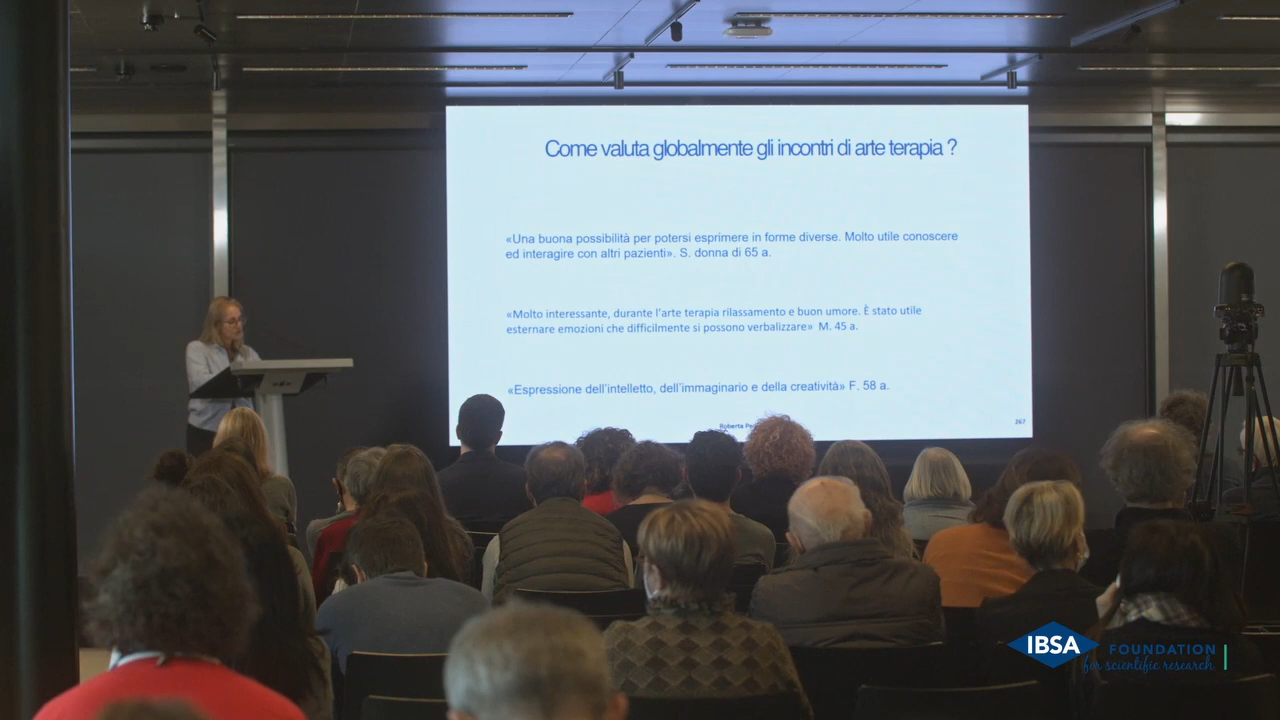 Come valuta globalmente gli incontri di arte terapia ?
«Una buona possibilità per potersi esprimere in forme diverse. Molto utile conoscere
ed interagire con altri pazienti». S. donna di 65 a.
«Molto interessante, durante l'arte terapia rilassamento e buon umore. È stato utile
esternare emozioni che difficilmente si possono verbalizzare» M. 45 a.
«Espressione dell'intelletto, dell'immaginario e della creatività» F. 58 a.
Roberta
267
IBSA FOUNDATION
for scientific research